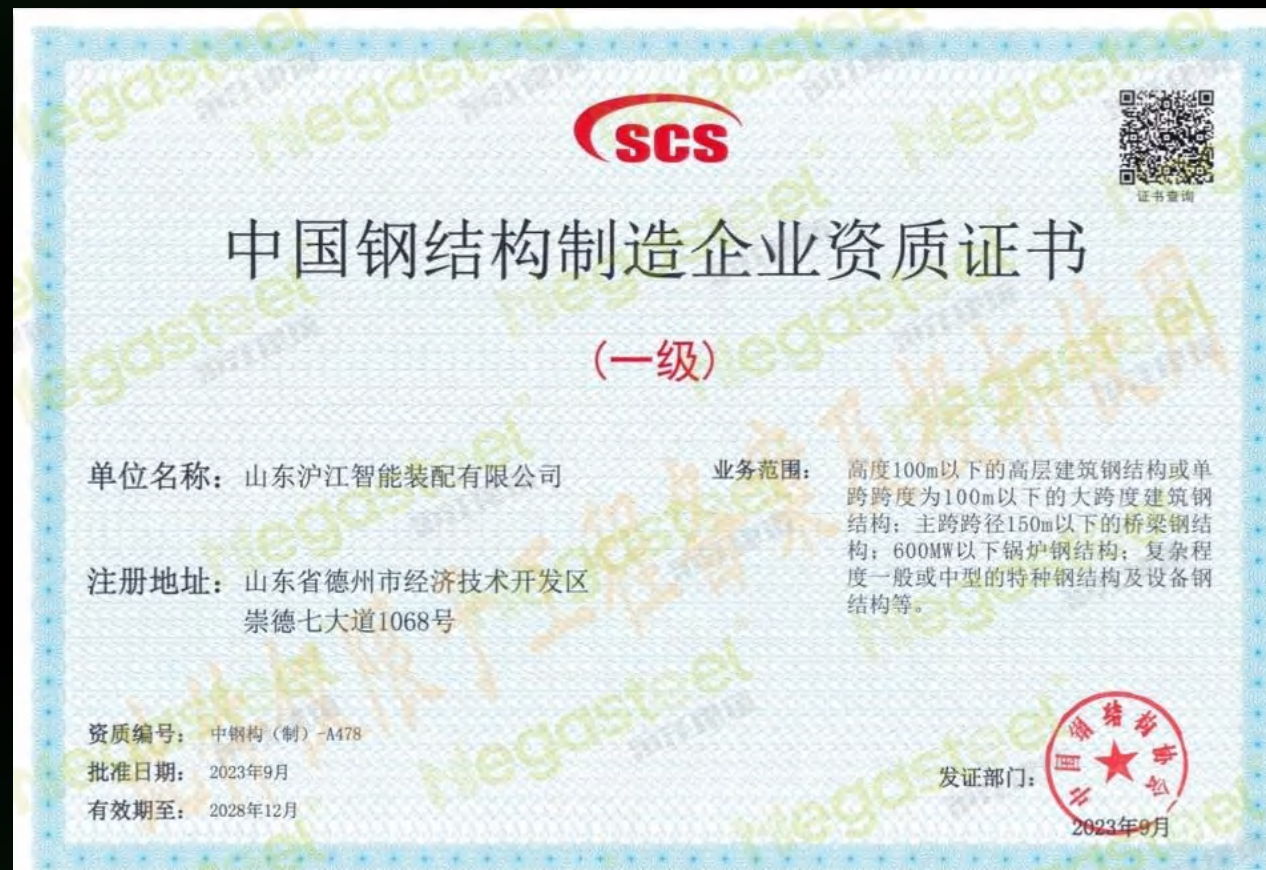 SCS
证书查询
中国钢结构制造企业资质证书
(一级)
单位名称：山东沪江智能装配有限公司
注册地址：山东省德州市经济技术开发区
崇德七大道1068号
业务范围：高度100m以下的高层建筑钢结构或单
跨跨度为100m以下的大跨度建筑钢
结构；主跨跨径150m以下的桥梁钢结
构；600MW以下锅炉钢结构；复杂程
度一般或中型的特种钢结构及设备钢
结构等。
资质编号：中钢构（制）-A478
批准日期：2023年9月
有效期至：2028年12月
发证部门：
中国钢结构协会
2023年9月
Megasteel